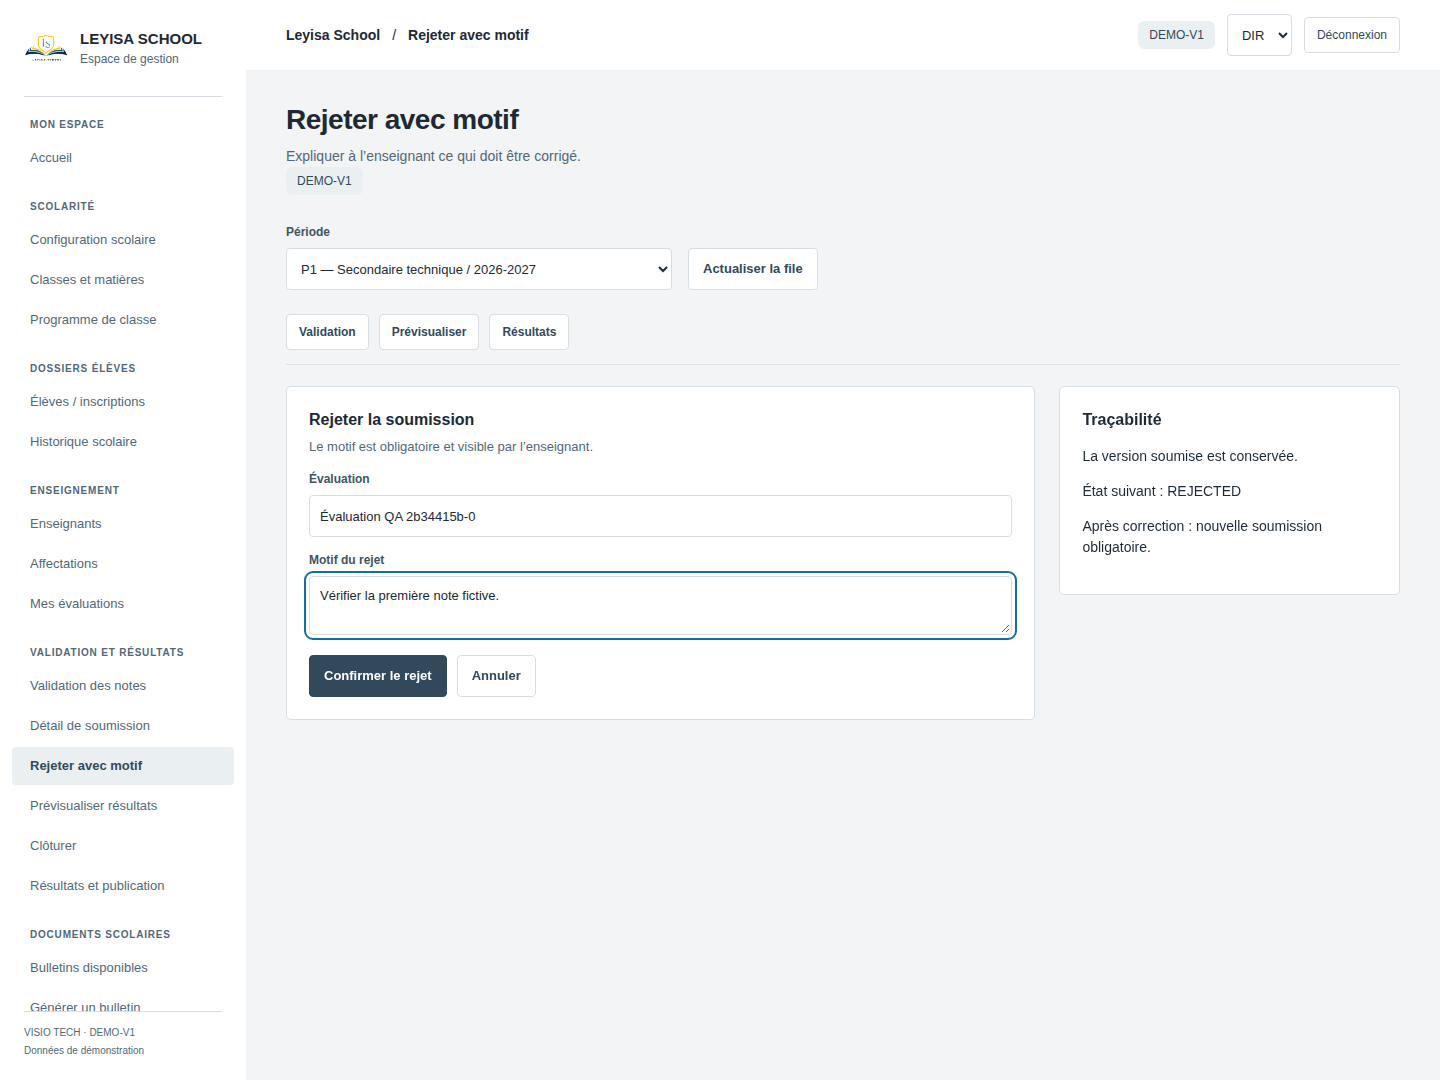 LEYISA SCHOOL
Espace de gestion
MON ESPACE
Accueil
SCOLARITÉ
Configuration scolaire
Classes et matières
Programme de classe
DOSSIERS ÉLÈVES
Élèves / inscriptions
Historique scolaire
ENSEIGNEMENT
Enseignants
Affectations
Mes évaluations
VALIDATION ET RÉSULTATS
Validation des notes
Détail de soumission
Rejeter avec motif
Prévisualiser résultats
Clôturer
Résultats et publication
DOCUMENTS SCOLAIRES
Bulletins disponibles
Générer un bulletin
VISIO TECH · DEMO-V1
Données de démonstration
Leyisa School / Rejeter avec motif
DEMO-V1
DIR
Déconnexion
Rejeter avec motif
Expliquer à l’enseignant ce qui doit être corrigé.
DEMO-V1
Période
P1 — Secondaire technique / 2026-2027
Actualiser la file
Validation
Prévisualiser
Résultats
Rejeter la soumission
Le motif est obligatoire et visible par l’enseignant.
Évaluation
Évaluation QA 2b34415b-0
Motif du rejet
Vérifier la première note fictive.
Confirmer le rejet
Annuler
Traçabilité
La version soumise est conservée.
État suivant : REJECTED
Après correction : nouvelle soumission
obligatoire.